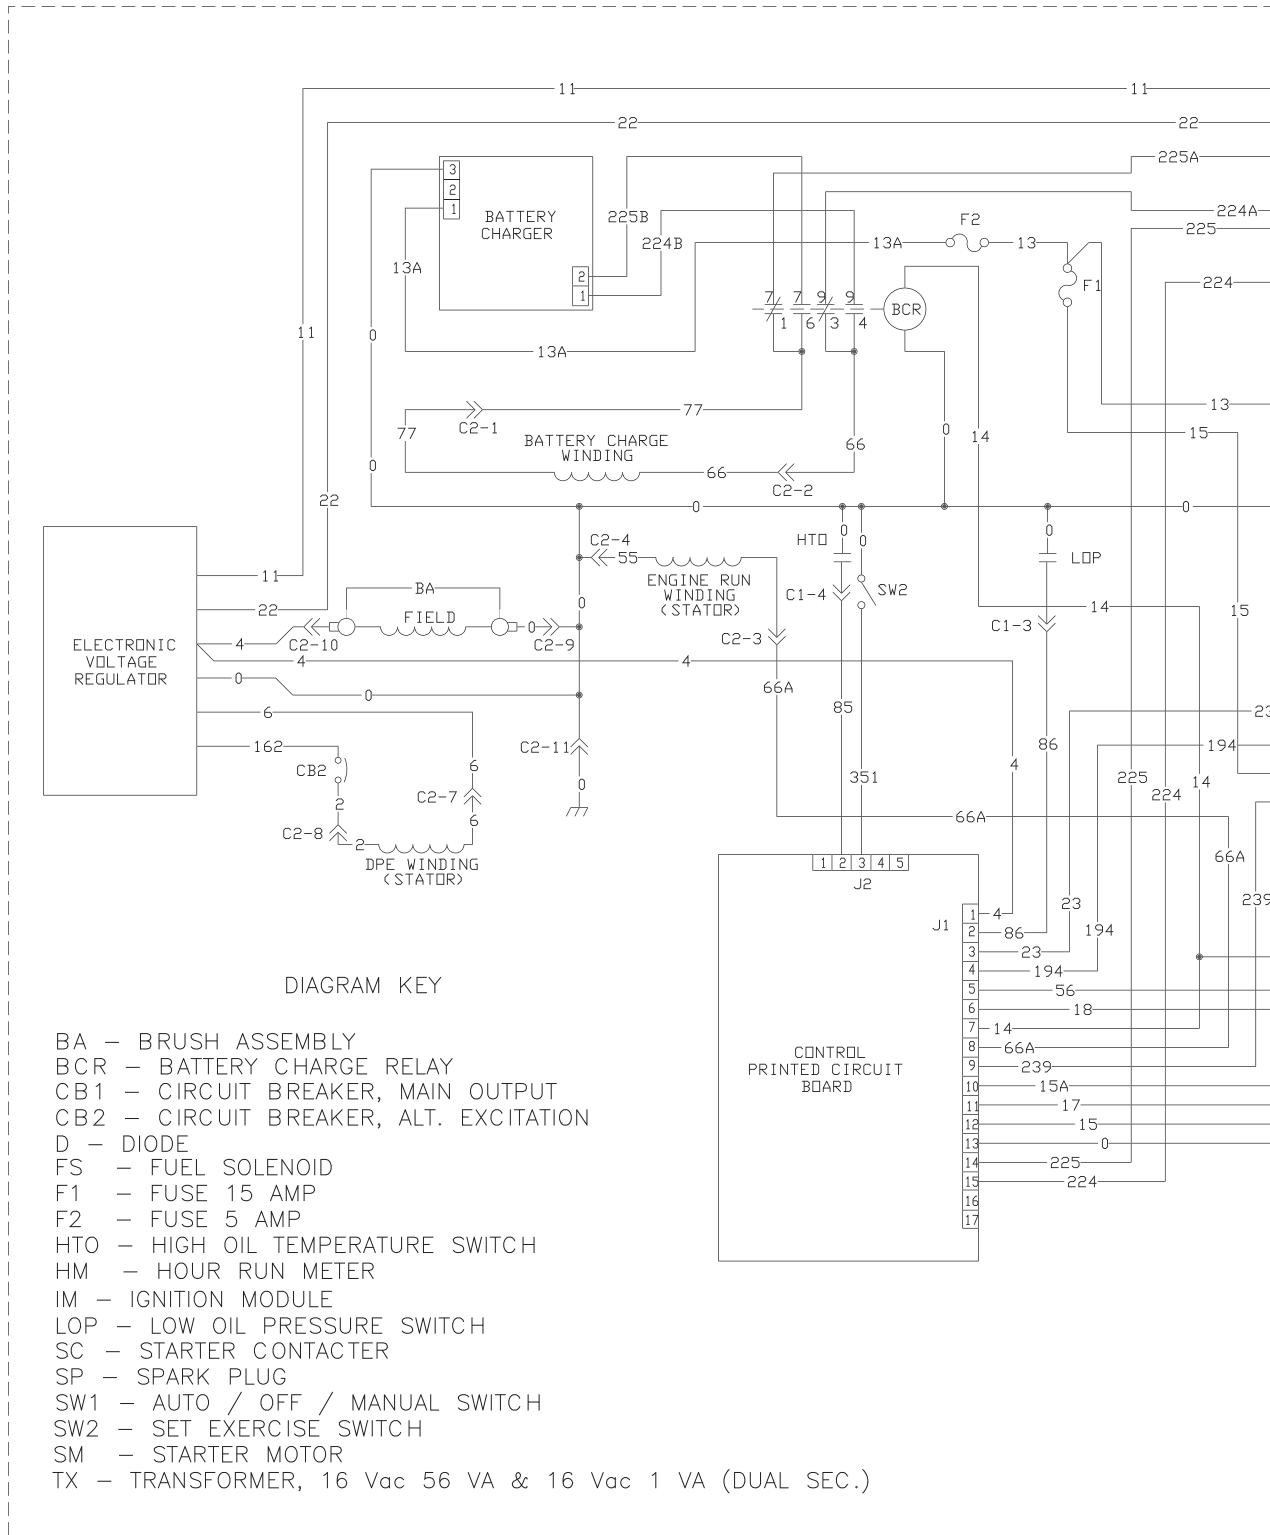 11
11
22
22
225A
3
2
1
BATTERY
CHARGER
225B
224B
224A
225
F2
13A
13
13A
2
1
F1
224
7
7
9
9
BCR
1
6
3
4
11
0
13A
77
13
77
C2-1
14
15
0
BATTERY CHARGE
WINDING
66
66
0
C2-2
22
0
0
HTO
0
0
0
LOP
C2-4
55
ENGINE RUN
WINDING
(STATOR)
11
BA
C1-4
SW2
22
FIELD
0
14
15
4
C2-10
0
C2-9
C2-3
C1-3
ELECTRONIC
VOLTAGE
REGULATOR
4
4
0
0
66A
6
85
23
162
C2-11
86
194
CB2
6
4
351
225
14
2
C2-7
0
224
C2-8
6
66A
2
DPE WINDING
(STATOR)
66A
1 2 3 4 5
J2
23
239
J1
1
4
2
86
194
3
23
4
194
5
56
6
18
7
14
8
66A
9
239
10
15A
11
17
12
15
13
0
14
225
15
224
16
17
CONTROL
PRINTED CIRCUIT
BOARD
DIAGRAM KEY
BA – BRUSH ASSEMBLY
BCR – BATTERY CHARGE RELAY
CB1 – CIRCUIT BREAKER, MAIN OUTPUT
CB2 – CIRCUIT BREAKER, ALT. EXCITATION
D – DIODE
FS – FUEL SOLENOID
F1 – FUSE 15 AMP
F2 – FUSE 5 AMP
HTO – HIGH OIL TEMPERATURE SWITCH
HM – HOUR RUN METER
IM – IGNITION MODULE
LOP – LOW OIL PRESSURE SWITCH
SC – STARTER CONTACTER
SP – SPARK PLUG
SW1 – AUTO / OFF / MANUAL SWITCH
SW2 – SET EXERCISE SWITCH
SM – STARTER MOTOR
TX – TRANSFORMER, 16 Vac 56 VA & 16 Vac 1 VA (DUAL SEC.)